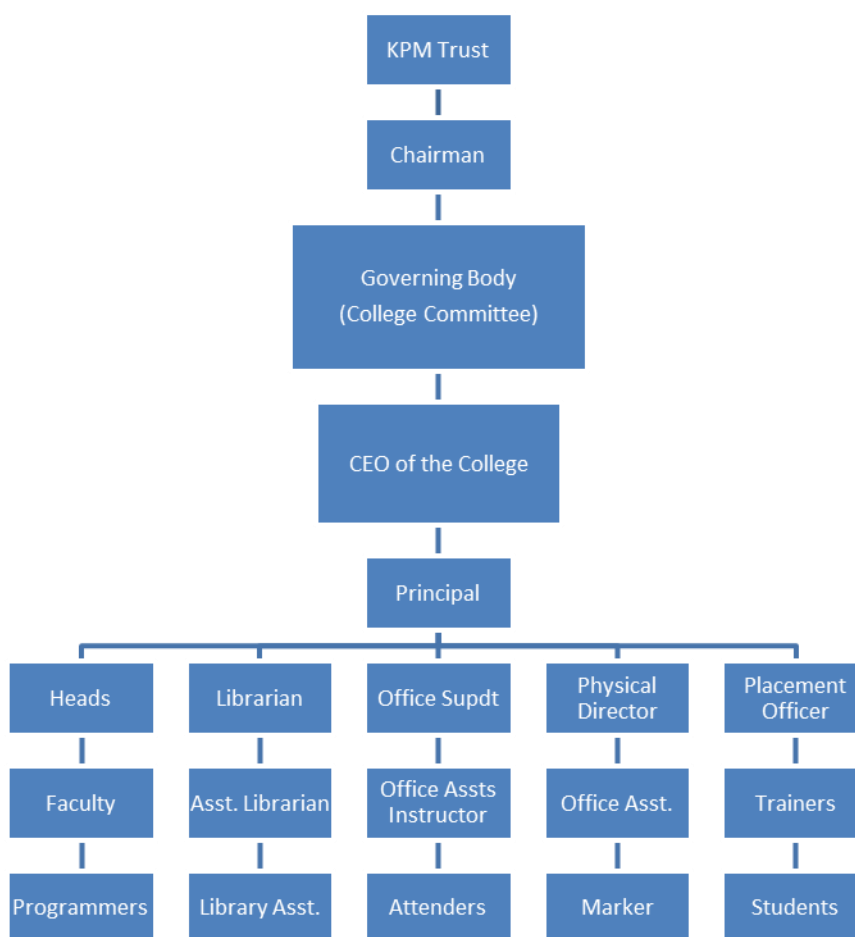 KPM Trust
Chairman
Governing Body
(College Committee)
CEO of the College
Principal
Heads
Librarian
Office Supdt
Physical
Director
Placement
Officer
Faculty
Asst. Librarian
Office Assts
Instructor
Office Asst.
Trainers
Programmers
Library Asst.
Attenders
Marker
Students